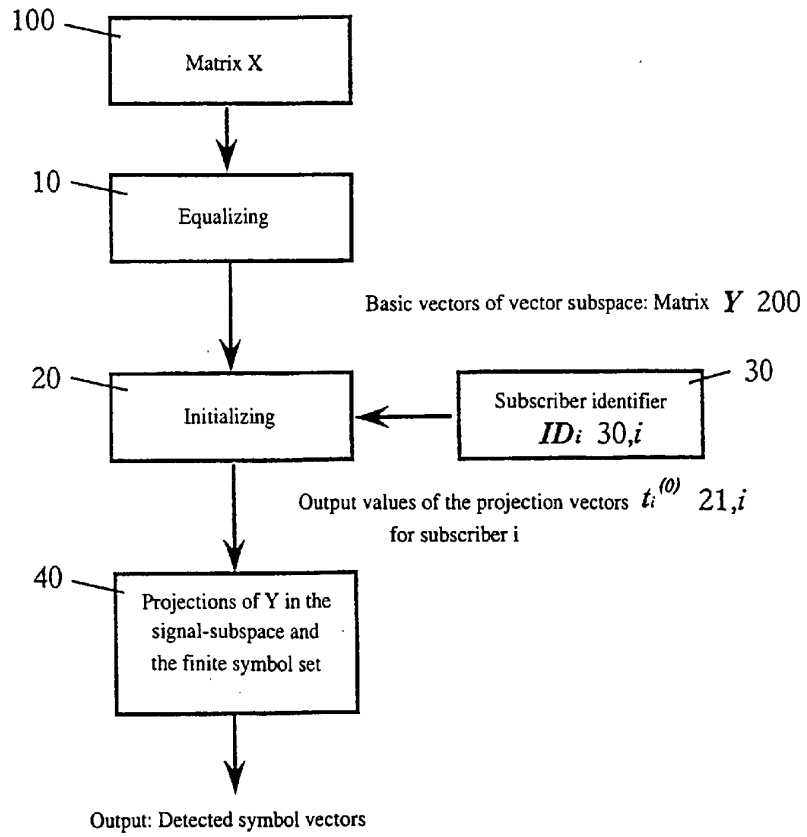 100
Matrix X
10
Equalizing
Basic vectors of vector subspace: Matrix Y 200
20
30
Initializing
Subscriber identifier
IDi 30,i
Output values of the projection vectors ti(0) 21,i
for subscriber i
40
Projections of Y in the
signal-subspace and
the finite symbol set
Output: Detected symbol vectors